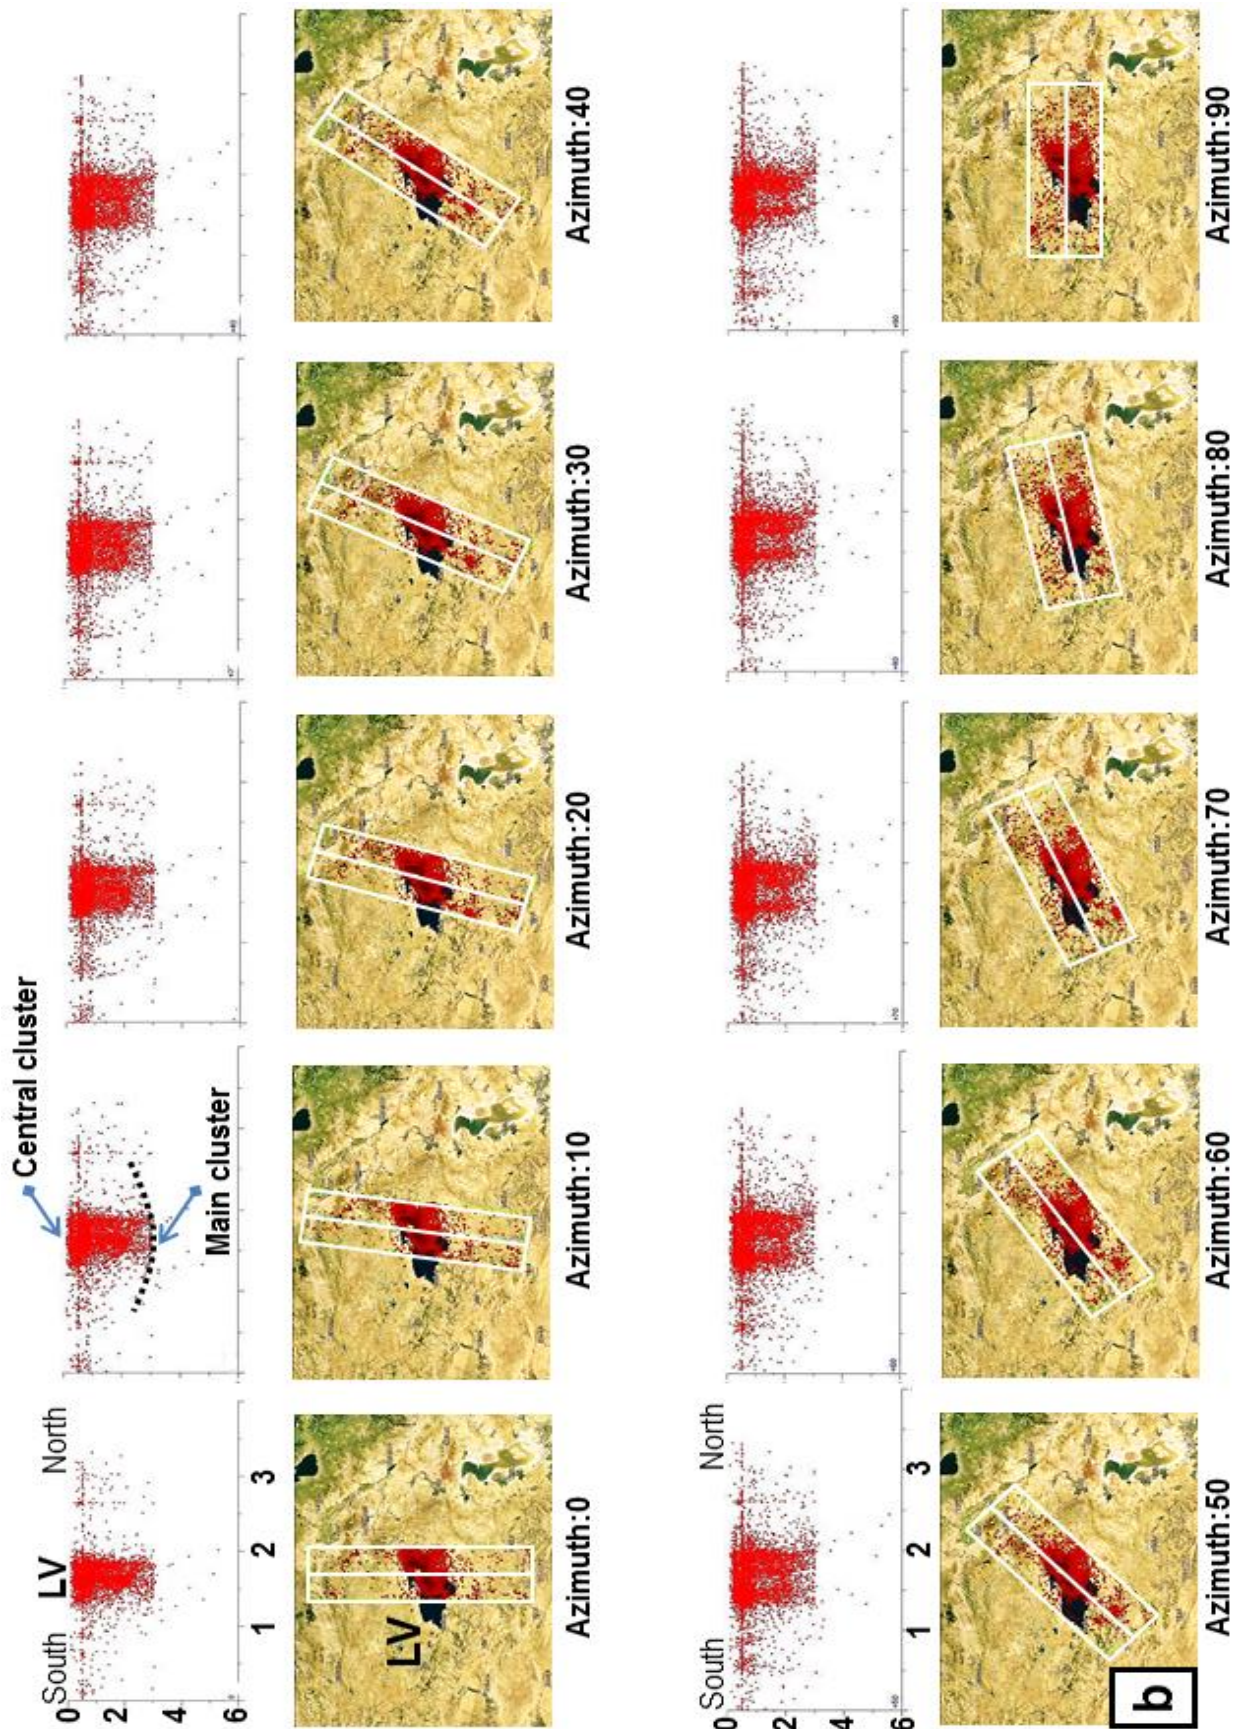 Central cluster
South LV North
0
2
4
6
1 2 3
Main cluster
LV
Azimuth:0 Azimuth:10 Azimuth:20 Azimuth:30 Azimuth:40
South North
0
2
4
6
1 2 3
b
Azimuth:50 Azimuth:60 Azimuth:70 Azimuth:80 Azimuth:90